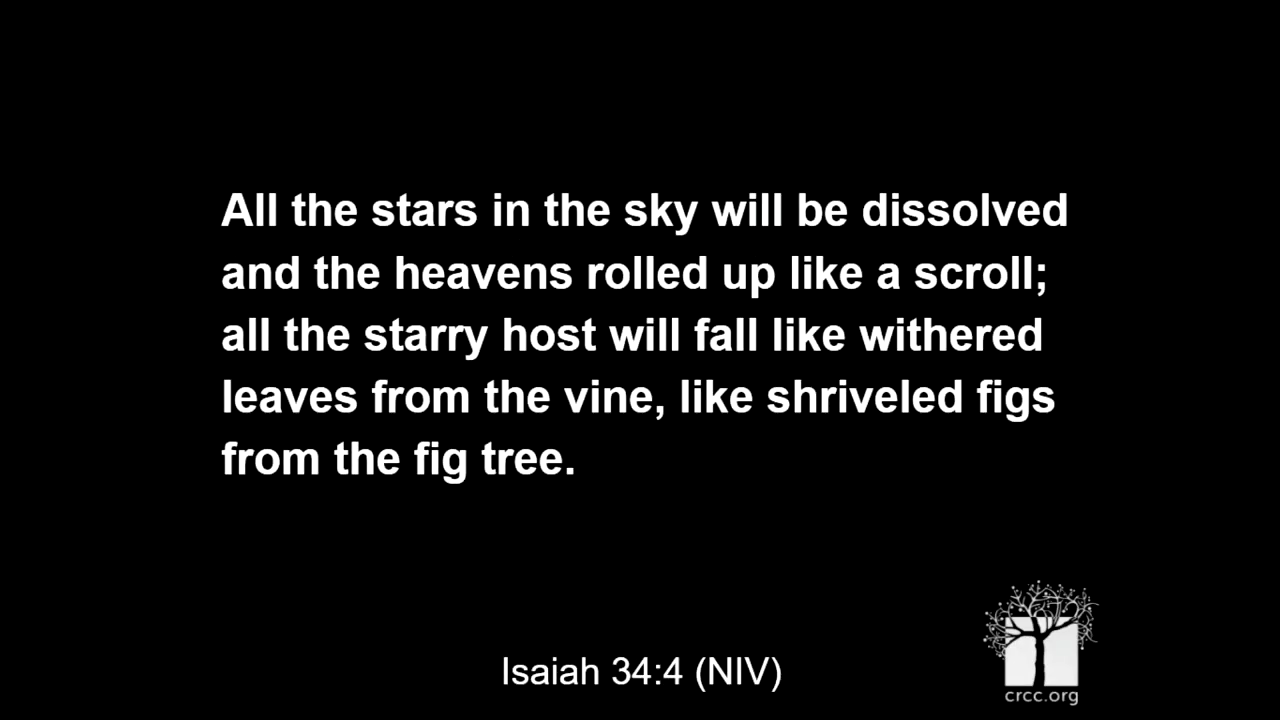 All the stars in the sky will be dissolved
and the heavens rolled up like a scroll;
all the starry host will fall like withered
leaves from the vine, like shriveled figs
from the fig tree.
Isaiah 34:4 (NIV)
crcc.org